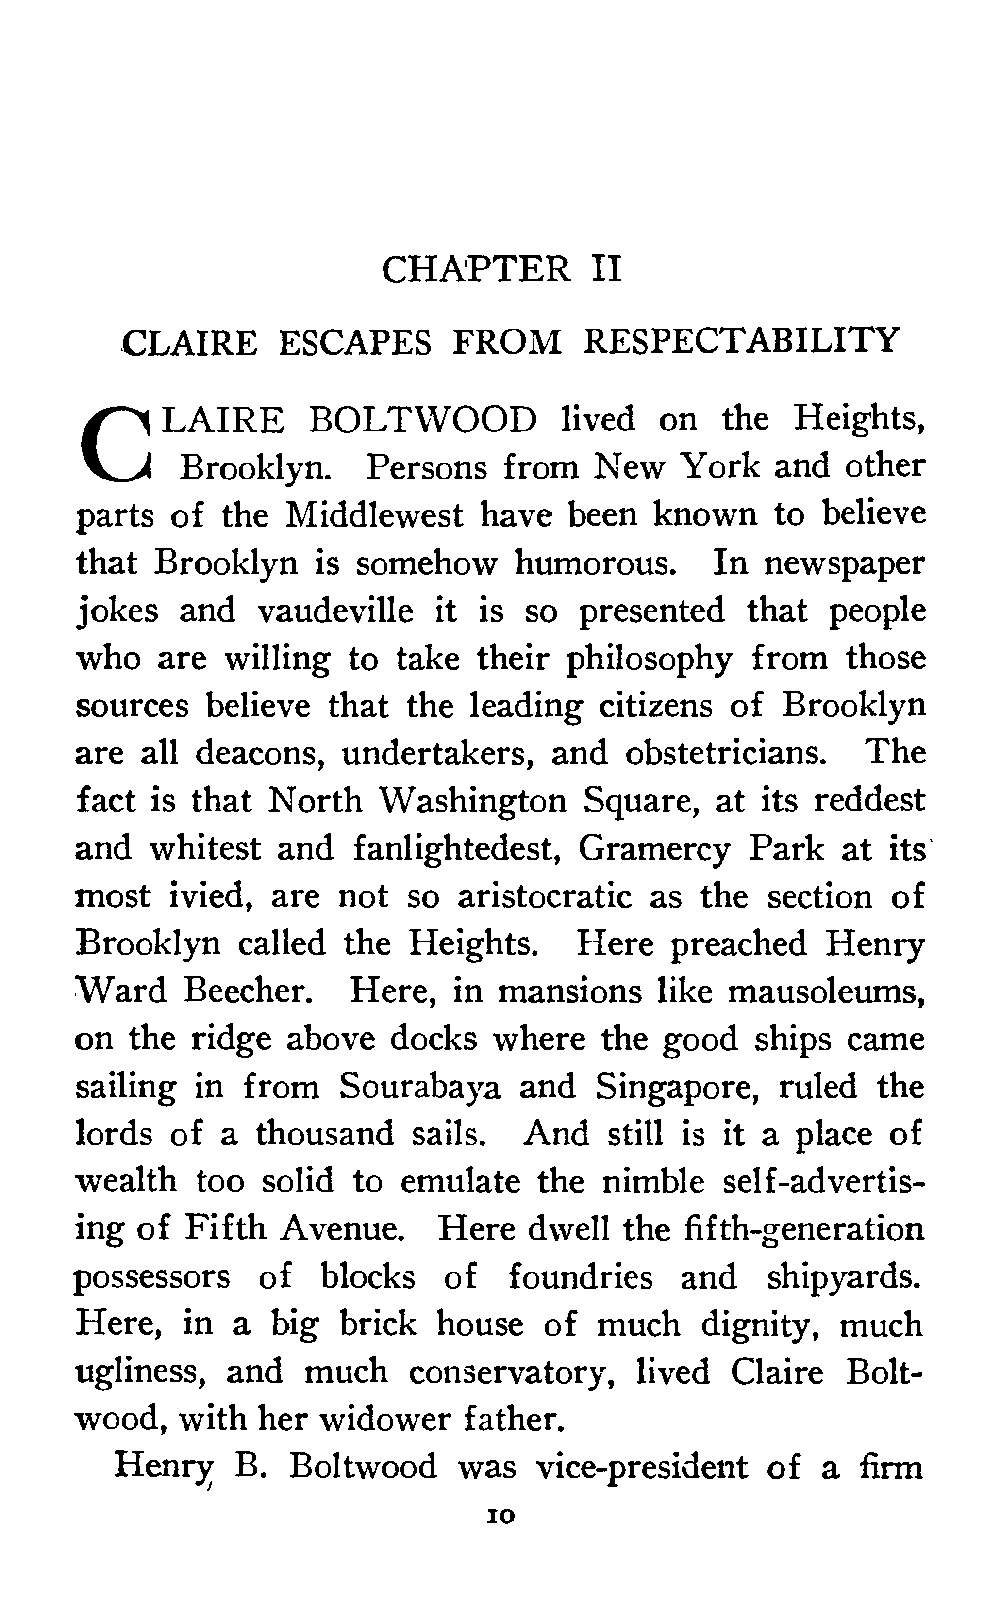 CHAPTER II
CLAIRE ESCAPES FROM RESPECTABILITY
CLAIRE BOLTWOOD lived on the Heights,
Brooklyn. Persons from New York and other
parts of the Middlewest have been known to believe
that Brooklyn is somehow humorous. In newspaper
jokes and vaudeville it is so presented that people
who are willing to take their philosophy from those
sources believe that the leading citizens of Brooklyn
are all deacons, undertakers, and obstetricians. The
fact is that North Washington Square, at its reddest
and whitest and fanlightedest, Gramercy Park at its
most ivied, are not so aristocratic as the section of
Brooklyn called the Heights. Here preached Henry
Ward Beecher. Here, in mansions like mausoleums,
on the ridge above docks where the good ships came
sailing in from Sourabaya and Singapore, ruled the
lords of a thousand sails. And still is it a place of
wealth too solid to emulate the nimble self-advertis-
ing of Fifth Avenue. Here dwell the fifth-generation
possessors of blocks of foundries and shipyards.
Here, in a big brick house of much dignity, much
ugliness, and much conservatory, lived Claire Bolt-
wood, with her widower father.
Henry B. Boltwood was vice-president of a firm
10